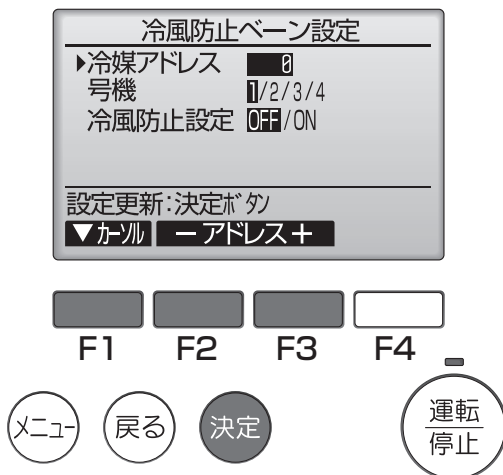 冷風防止ベーン設定
▶冷媒アドレス 0
号機 1/2/3/4
冷風防止設定 OFF/ON
設定更新:決定ボタン
▼カーソル ー アドレス＋
F1 F2 F3 F4
メニュー 戻る 決定 運転
停止